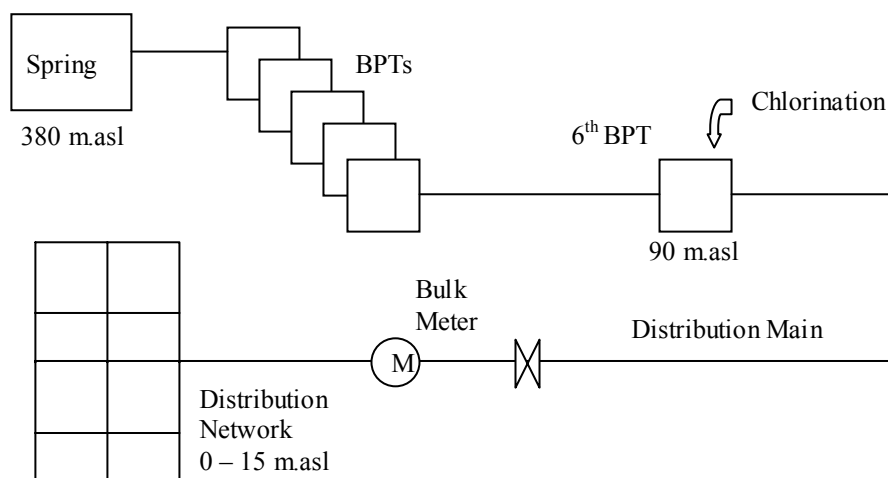 Spring
BPTs
380 m.asl
Chlorination
6th BPT
90 m.asl
Bulk
Meter
Distribution Main
M
Distribution
Network
0 – 15 m.asl